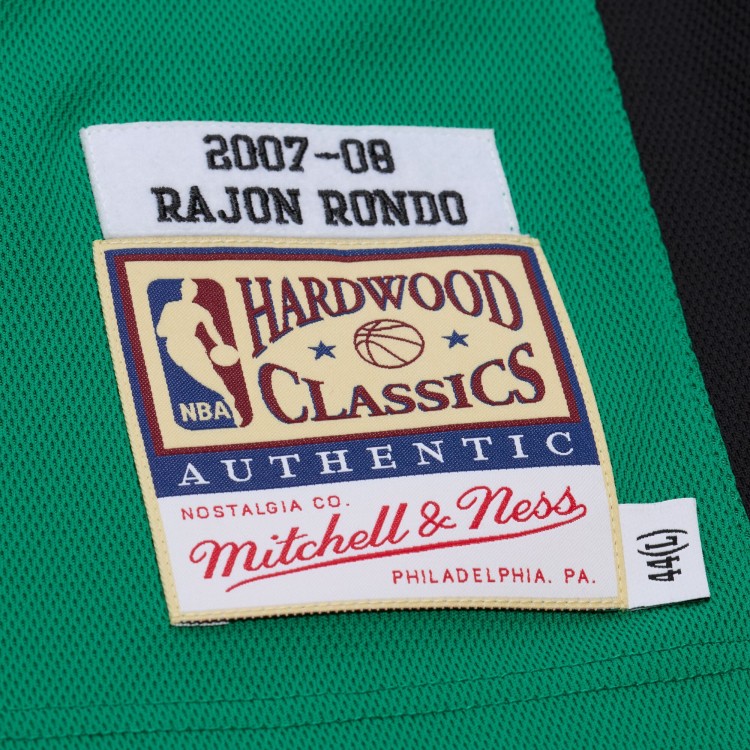 2007-08
RAJON RONDO
HARDWOOD
CLASSICS
NBA
AUTHENTIC
NOSTALGIA CO.
Mitchell & Ness
PHILADELPHIA. PA.
44(L)